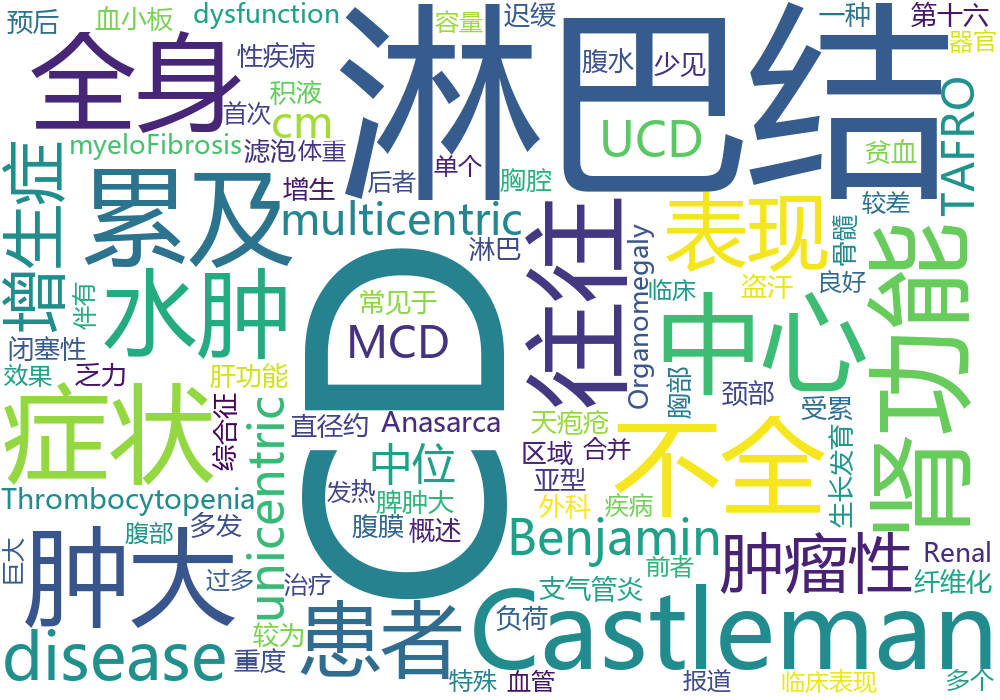 预后
血小板
dysfunction
淋巴结
容量
迟缓
一种
第十六
全身
性疾病
腹水
少见
器官
积液
首次
cm
UCD
贫血
TAFRO
myeloFibrosis
滤泡
体重
单个
增生症
累及
增生
后者
胸腔
较差
multicentric
往往
表现
骨髓
淋巴
Organomegaly
肾功能
水肿
伴有
CD
常见于
MCD
中心
临床
盗汗
良好
闭塞性
效果
乏力
肝功能
胸部
颈部
受累
症状
综合征
unicentric
直径约
Anasarca
天疱疮
不全
生长发育
中位
区域
合并
亚型
Thrombocytopenia
发热
脾肿大
外科
疾病
腹部
多发
腹膜
概述
Benjamin
肿瘤性
Renal
巨大
肿大
过多
治疗
患者
支气管炎
前者
纤维化
Castleman
负荷
disease
较为
重度
特殊
血管
报道
临床表现
多个